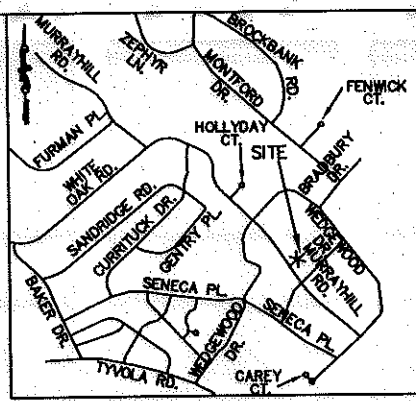 MURRAYHILL RD.
ZEPHYR LN.
BROCKBANK RD.
MONTFORD DR.
FENWICK CT.
HOLLYDAY CT.
FURMAN PL.
SITE
BRADBURY DR.
WHITE OAK RD.
SANDRIDGE RD.
CURRITUCK DR.
GENTRY PL.
WEDGEWOOD DR.
MURRAYHILL RD.
BAKER DR.
SENECA PL.
WEDGEWOOD DR.
SENECA PL.
TYVOLA RD.
CAREY CT.